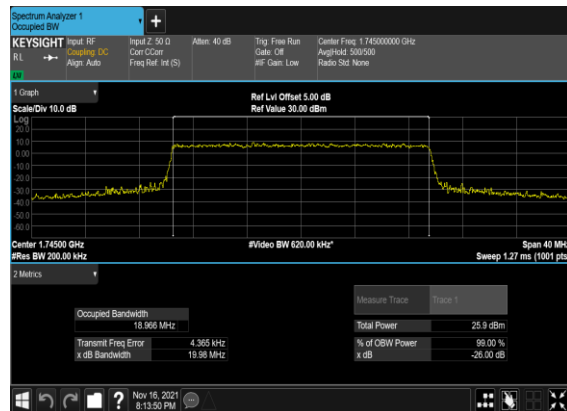 Spectrum Analyzer 1
Occupied BW
+
KEYSIGHT
Input: RF
Input Z: 50 Ω
Atten: 40 dB
Trig: Free Run
Center Freq: 1.745000000 GHz
RL
Coupling: DC
Corr CCorr
Gate: Off
Avg|Hold: 500/500
Align: Auto
Freq Ref: Int (S)
#IF Gain: Low
Radio Std: None
LXI
1 Graph
Ref Lvl Offset 5.00 dB
Scale/Div 10.0 dB
Ref Value 30.00 dBm
Log
20.0
10.0
0.00
-10.0
-20.0
-30.0
-40.0
-50.0
-60.0
Center 1.74500 GHz
#Video BW 620.00 kHz*
Span 40 MHz
#Res BW 200.00 kHz
Sweep 1.27 ms (1001 pts
2 Metrics
Measure Trace
Trace 1
Occupied Bandwidth
18.966 MHz
Total Power
25.9 dBm
Transmit Freq Error
4.365 kHz
% of OBW Power
99.00 %
x dB Bandwidth
19.98 MHz
x dB
-26.00 dB
?
Nov 16, 2021
8:13:50 PM